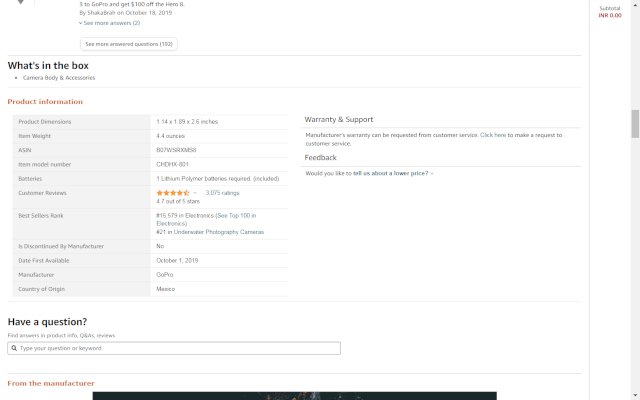 3 to GoPro and get $100 off the Hero 8.
By ShakaBrah on October 18, 2019
See more answers (2)
See more answered questions (192)
Subtotal
INR 0.00
What's in the box
Camera Body & Accessories
Product information
Product Dimensions 1.14 x 1.89 x 2.6 inches
Item Weight 4.4 ounces
ASIN B07WSRXMS8
Item model number CHDHX-801
Batteries 1 Lithium Polymer batteries required. (included)
Customer Reviews 3,075 ratings
4.7 out of 5 stars
Best Sellers Rank #15,579 in Electronics (See Top 100 in
Electronics)
#21 in Underwater Photography Cameras
Is Discontinued By Manufacturer No
Date First Available October 1, 2019
Manufacturer GoPro
Country of Origin Mexico
Warranty & Support
Manufacturer's warranty can be requested from customer service. Click here to make a request to
customer service.
Feedback
Would you like to tell us about a lower price?
Have a question?
Find answers in product info, Q&As, reviews
Type your question or keyword
From the manufacturer